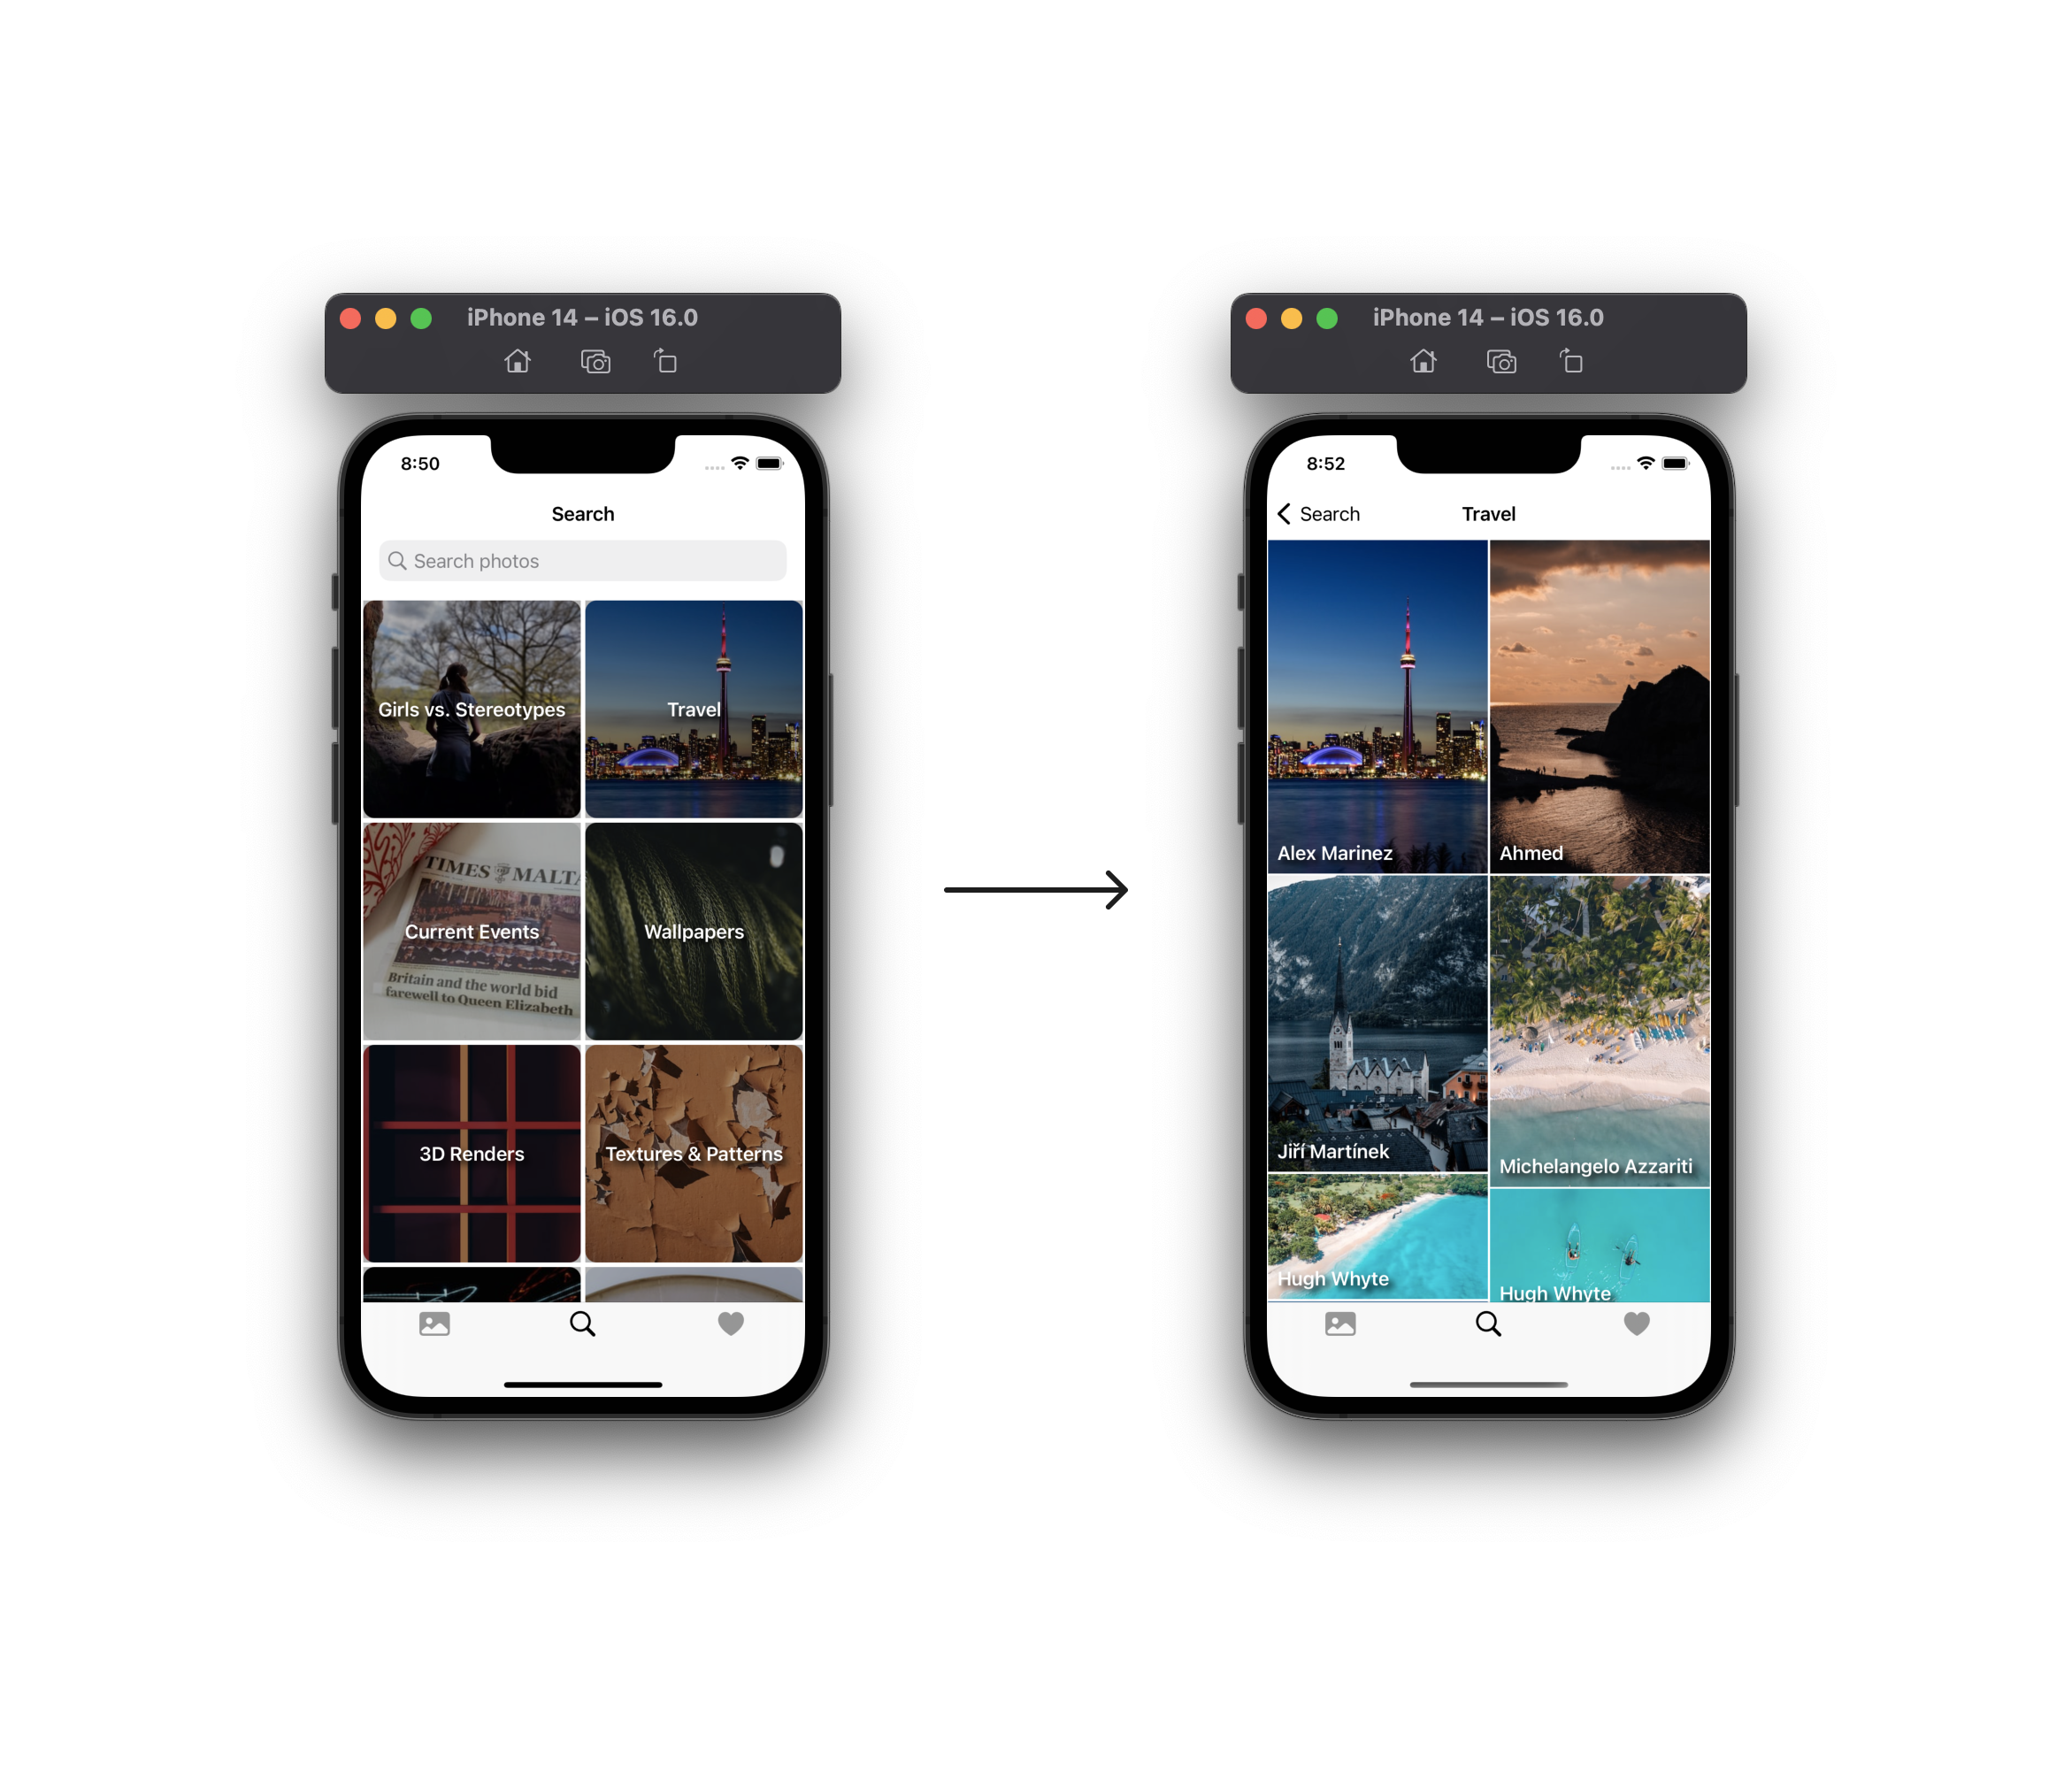 iPhone 14 – iOS 16.0
8:50
Search
Search photos
Girls vs. Stereotypes
Travel
TIMES MALTA
Current Events
Britain and the world bid
farewell to Queen Elizabeth
Wallpapers
3D Renders
Textures & Patterns
iPhone 14 – iOS 16.0
8:52
Search
Travel
Alex Marinez
Ahmed
Jiří Martínek
Michelangelo Azzariti
Hugh Whyte
Hugh Whyte